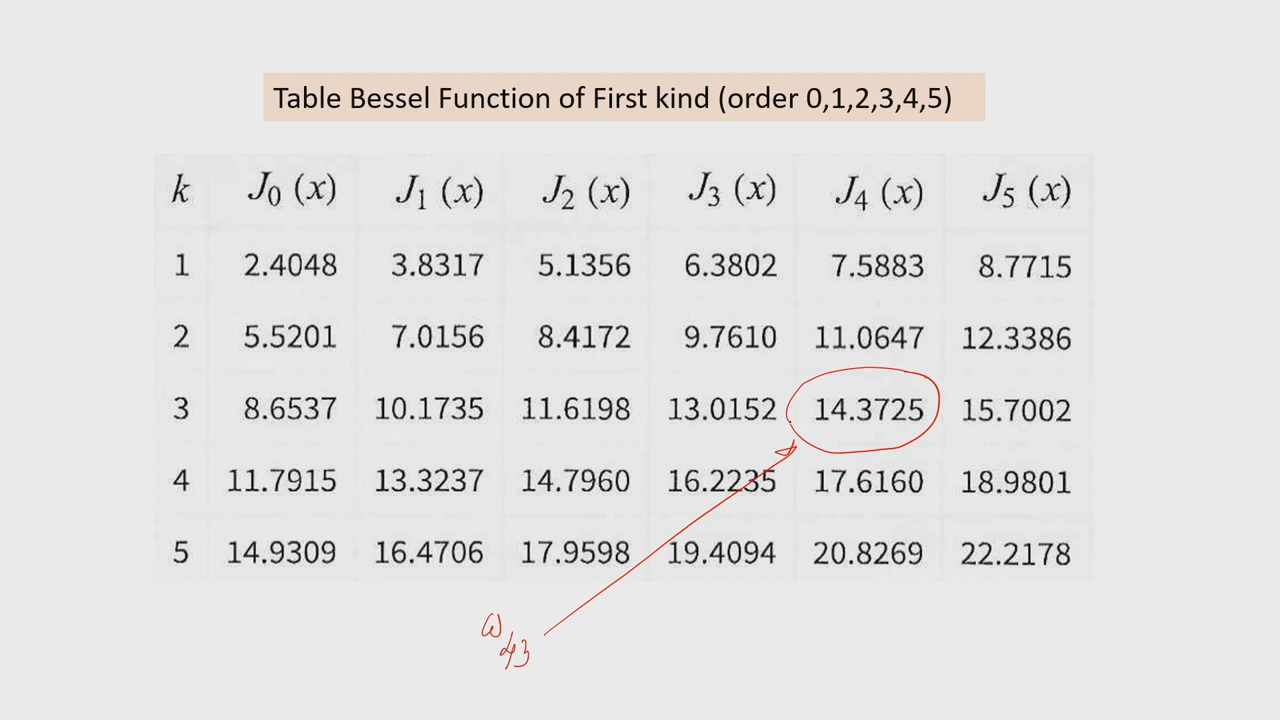 Table Bessel Function of First kind (order 0,1,2,3,4,5)
k J₀ (x) J₁ (x) J₂ (x) J₃ (x) J₄ (x) J₅ (x)
1 2.4048 3.8317 5.1356 6.3802 7.5883 8.7715
2 5.5201 7.0156 8.4172 9.7610 11.0647 12.3386
3 8.6537 10.1735 11.6198 13.0152 14.3725 15.7002
4 11.7915 13.3237 14.7960 16.2235 17.6160 18.9801
5 14.9309 16.4706 17.9598 19.4094 20.8269 22.2178
ω₄₃